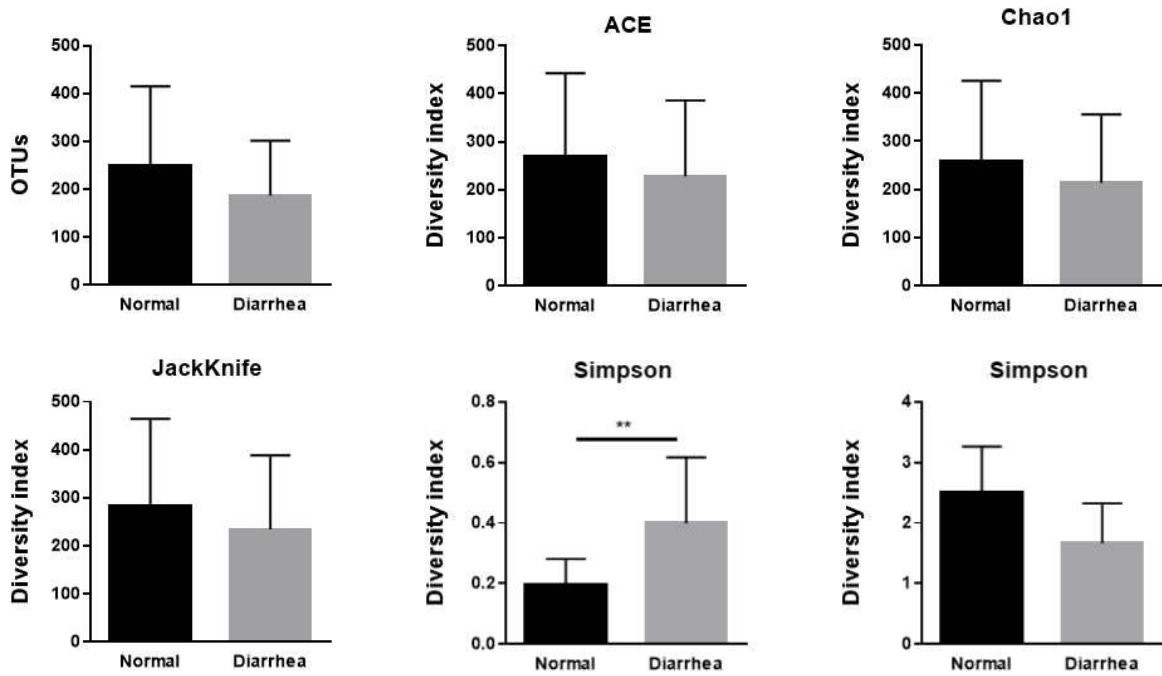 OTUs
500
400
300
200
100
0
Normal Diarrhea
ACE
Diversity index
500
400
300
200
100
0
Normal Diarrhea
Chao1
Diversity index
500
400
300
200
100
0
Normal Diarrhea
JackKnife
Diversity index
500
400
300
200
100
0
Normal Diarrhea
Simpson
Diversity index
0.8
0.6
0.4
0.2
0.0
**
Normal Diarrhea
Simpson
Diversity index
4
3
2
1
0
Normal Diarrhea